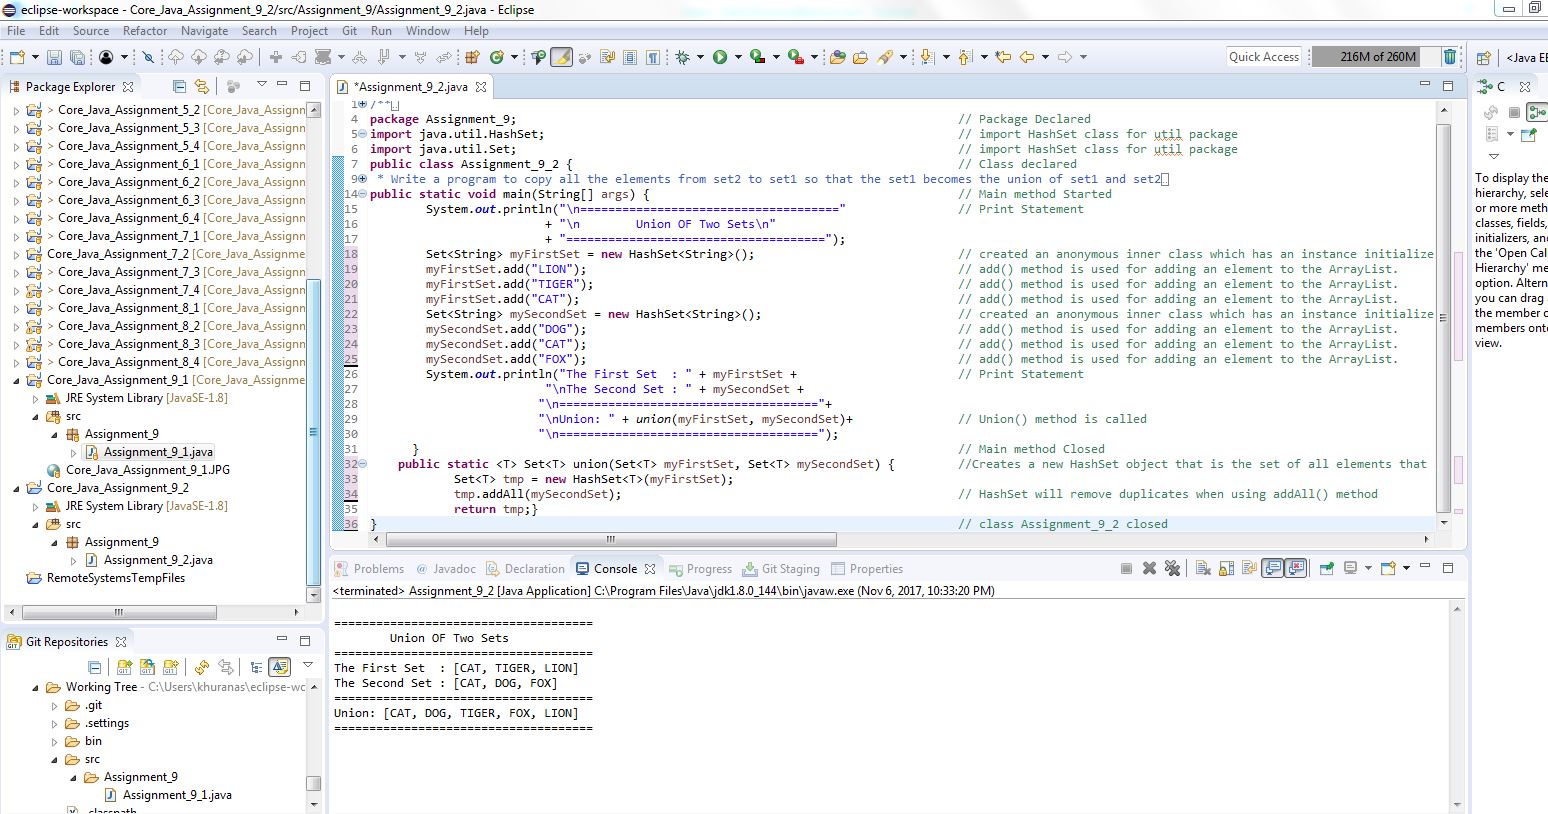 eclipse-workspace - Core_Java_Assignment_9_2/src/Assignment_9/Assignment_9_2.java - Eclipse
File Edit Source Refactor Navigate Search Project Git Run Window Help
Quick Access
216M of 260M
<Java EE
Package Explorer
> Core_Java_Assignment_5_2 [Core_Java_Assignn
> Core_Java_Assignment_5_3 [Core_Java_Assignn
> Core_Java_Assignment_5_4 [Core_Java_Assignn
> Core_Java_Assignment_6_1 [Core_Java_Assignn
> Core_Java_Assignment_6_2 [Core_Java_Assignn
> Core_Java_Assignment_6_3 [Core_Java_Assignn
> Core_Java_Assignment_6_4 [Core_Java_Assignn
> Core_Java_Assignment_7_1 [Core_Java_Assignn
Core_Java_Assignment_7_2 [Core_Java_Assignme
> Core_Java_Assignment_7_3 [Core_Java_Assignn
> Core_Java_Assignment_7_4 [Core_Java_Assignn
> Core_Java_Assignment_8_1 [Core_Java_Assignn
> Core_Java_Assignment_8_2 [Core_Java_Assignn
> Core_Java_Assignment_8_3 [Core_Java_Assignn
> Core_Java_Assignment_8_4 [Core_Java_Assignn
Core_Java_Assignment_9_1 [Core_Java_Assignme
JRE System Library [JavaSE-1.8]
src
Assignment_9
Assignment_9_1.java
Core_Java_Assignment_9_1.JPG
Core_Java_Assignment_9_2
JRE System Library [JavaSE-1.8]
src
Assignment_9
Assignment_9_2.java
RemoteSystemsTempFiles
Git Repositories
Working Tree - C:\Users\khuranas\eclipse-wc
.git
.settings
bin
src
Assignment_9
Assignment_9_1.java
.classpath
*Assignment_9_2.java
1 /**
4 package Assignment_9; // Package Declared
5 import java.util.HashSet; // import HashSet class for util package
6 import java.util.Set; // import HashSet class for util package
7 public class Assignment_9_2 { // Class declared
9 * Write a program to copy all the elements from set2 to set1 so that the set1 becomes the union of set1 and set2
14 public static void main(String[] args) { // Main method Started
15 System.out.println("\n=====================================" // Print Statement
16 + "\n        Union OF Two Sets\n"
17 + "=====================================");
18 Set<String> myFirstSet = new HashSet<String>(); // created an anonymous inner class which has an instance initialize
19 myFirstSet.add("LION"); // add() method is used for adding an element to the ArrayList.
20 myFirstSet.add("TIGER"); // add() method is used for adding an element to the ArrayList.
21 myFirstSet.add("CAT"); // add() method is used for adding an element to the ArrayList.
22 Set<String> mySecondSet = new HashSet<String>(); // created an anonymous inner class which has an instance initialize
23 mySecondSet.add("DOG"); // add() method is used for adding an element to the ArrayList.
24 mySecondSet.add("CAT"); // add() method is used for adding an element to the ArrayList.
25 mySecondSet.add("FOX"); // add() method is used for adding an element to the ArrayList.
26 System.out.println("The First Set  : " + myFirstSet + // Print Statement
27 "\nThe Second Set : " + mySecondSet +
28 "\n====================================="+
29 "\nUnion: " + union(myFirstSet, mySecondSet)+ // Union() method is called
30 "\n=====================================");
31 } // Main method Closed
32 public static <T> Set<T> union(Set<T> myFirstSet, Set<T> mySecondSet) { //Creates a new HashSet object that is the set of all elements that
33 Set<T> tmp = new HashSet<T>(myFirstSet);
34 tmp.addAll(mySecondSet); // HashSet will remove duplicates when using addAll() method
35 return tmp;}
36 } // class Assignment_9_2 closed
Problems Javadoc Declaration Console Progress Git Staging Properties
<terminated> Assignment_9_2 [Java Application] C:\Program Files\Java\jdk1.8.0_144\bin\javaw.exe (Nov 6, 2017, 10:33:20 PM)
=====================================
Union OF Two Sets
=====================================
The First Set  : [CAT, TIGER, LION]
The Second Set : [CAT, DOG, FOX]
=====================================
Union: [CAT, DOG, TIGER, FOX, LION]
=====================================
C
To display the
hierarchy, sele
or more meth
classes, fields,
initializers, and
the 'Open Cal
Hierarchy' me
option. Altern
you can drag a
the member o
members onto
view.